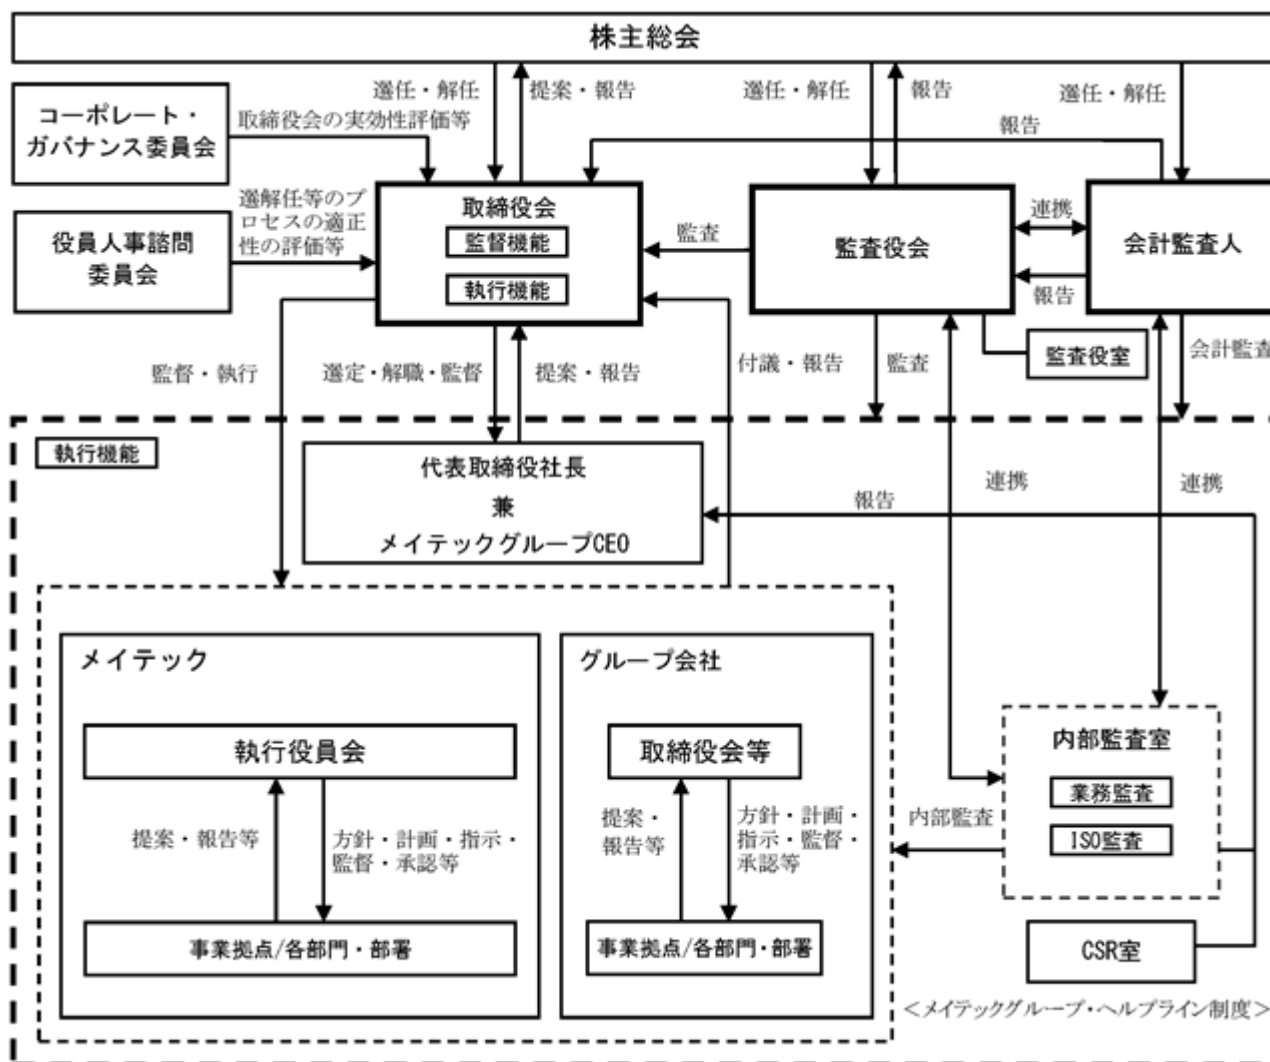 株主総会
選任・解任
提案・報告
選任・解任
報告
選任・解任
コーポレート・
ガバナンス委員会
取締役会の実効性評価等
報告
役員人事諮問
委員会
選解任等のプ
ロセスの適正
性の評価等
取締役会
監督機能
執行機能
監査
監査役会
連携
報告
会計監査人
監査役室
監督・執行
選定・解職・監督
提案・報告
付議・報告
監査
会計監査
執行機能
代表取締役社長
兼
メイテックグループCEO
報告
連携
連携
メイテック
執行役員会
提案・報告等
方針・計画・指示・
監督・承認等
事業拠点/各部門・部署
グループ会社
取締役会等
提案・
報告等
方針・計画・
指示・監督・
承認等
事業拠点/各部門・部署
内部監査
内部監査室
業務監査
ISO監査
CSR室
<メイテックグループ・ヘルプライン制度>